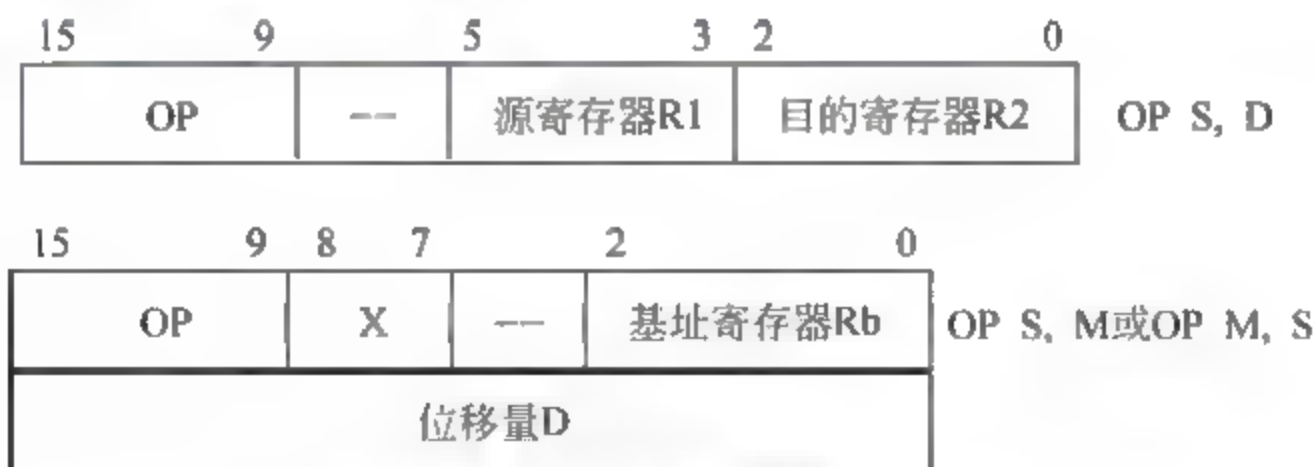 15 9 5 3 2 0
OP -- 源寄存器R1 目的寄存器R2 OP S, D
15 9 8 7 2 0
OP X -- 基址寄存器Rb OP S, M或OP M, S
位移量D